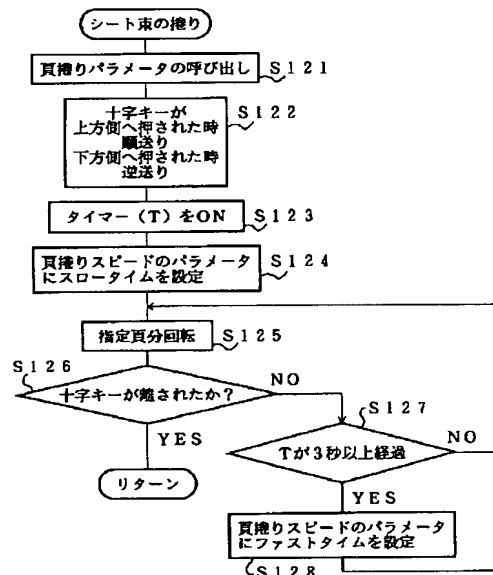 シート束の捲り
頁捲りパラメータの呼び出し
S121
十字キーが
上方側へ押された時
順送り
下方側へ押された時
逆送り
S122
タイマー(T)をON
S123
頁捲りスピードのパラメータ
にスロータイムを設定
S124
指定頁分回転
S125
S126
十字キーが離されたか?
NO
YES
リターン
S127
Tが3秒以上経過
NO
YES
頁捲りスピードのパラメータ
にファストタイムを設定
S128